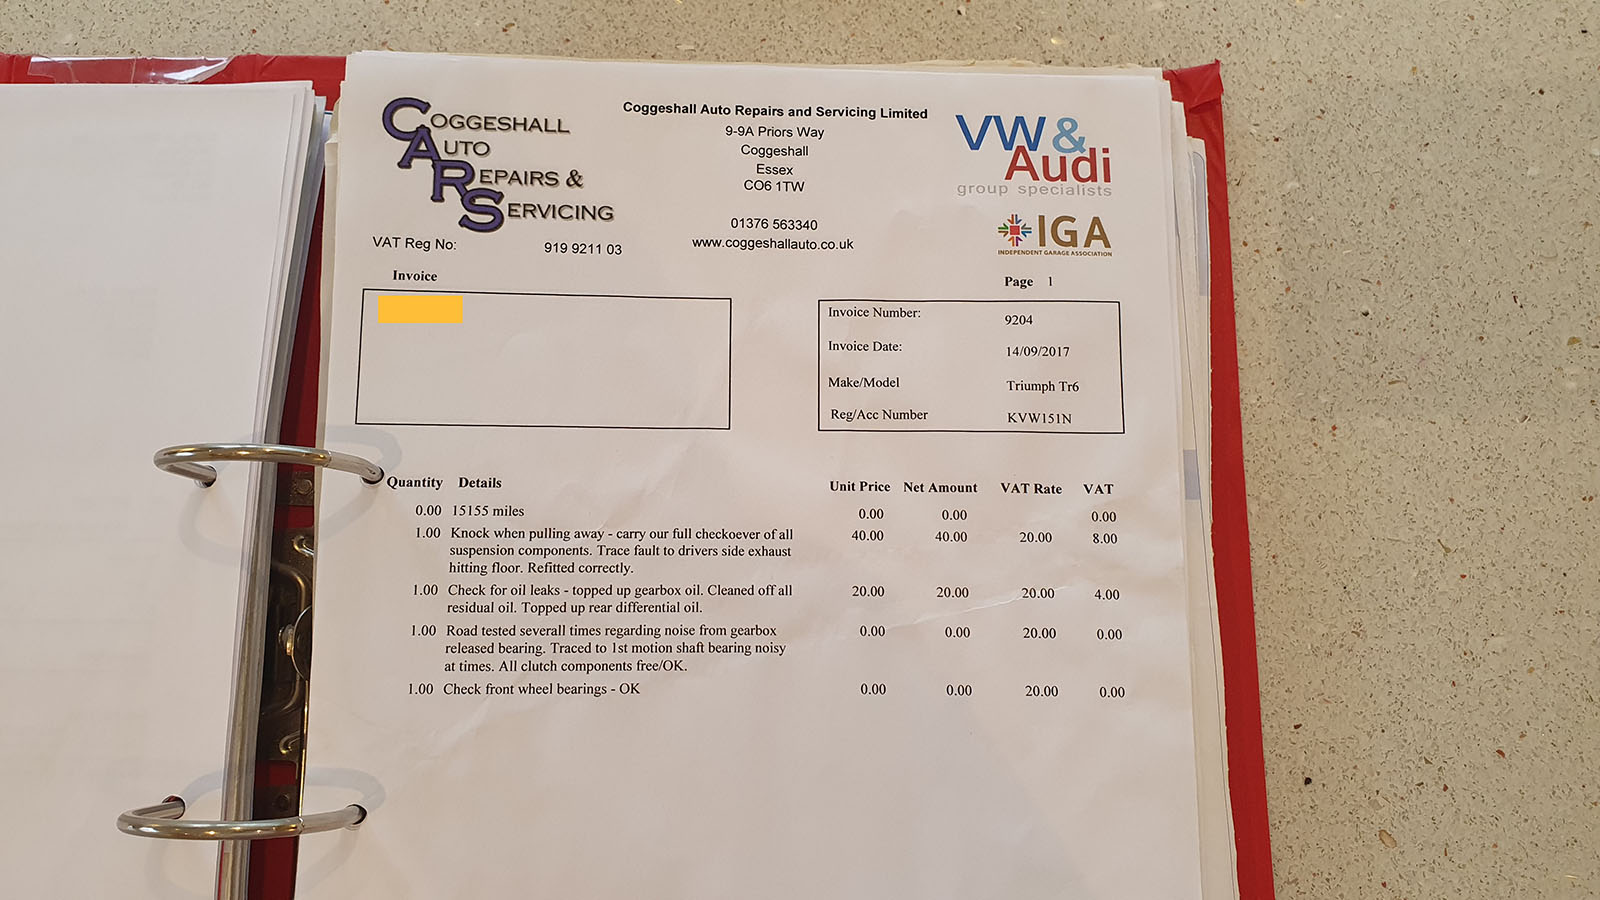 COGGESHALL
AUTO
REPAIRS &
SERVICING
Coggeshall Auto Repairs and Servicing Limited
9-9A Priors Way
Coggeshall
Essex
CO6 1TW
01376 563340
www.coggeshallauto.co.uk
VW &
Audi
group specialists
IGA
INDEPENDENT GARAGE ASSOCIATION
VAT Reg No: 919 9211 03
Invoice
Page 1
Invoice Number: 9204
Invoice Date: 14/09/2017
Make/Model Triumph Tr6
Reg/Acc Number KVW151N
Quantity Details Unit Price Net Amount VAT Rate VAT
0.00 15155 miles 0.00 0.00 0.00
1.00 Knock when pulling away - carry our full checkoever of all 40.00 40.00 20.00 8.00
suspension components. Trace fault to drivers side exhaust
hitting floor. Refitted correctly.
1.00 Check for oil leaks - topped up gearbox oil. Cleaned off all 20.00 20.00 20.00 4.00
residual oil. Topped up rear differential oil.
1.00 Road tested severall times regarding noise from gearbox 0.00 0.00 20.00 0.00
released bearing. Traced to 1st motion shaft bearing noisy
at times. All clutch components free/OK.
1.00 Check front wheel bearings - OK 0.00 0.00 20.00 0.00